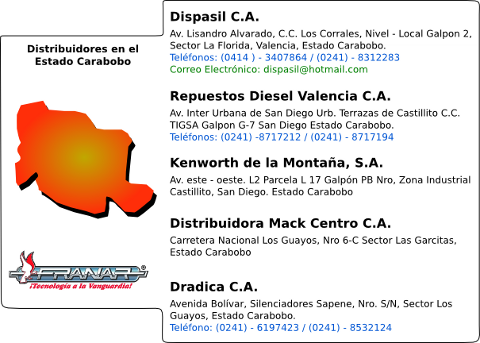 Distribuidores en el
Estado Carabobo
FRANAR
¡Tecnología a la Vanguardia!
Dispasil C.A.
Av. Lisandro Alvarado, C.C. Los Corrales, Nivel - Local Galpon 2,
Sector La Florida, Valencia, Estado Carabobo.
Teléfonos: (0414 ) - 3407864 / (0241) - 8312283
Correo Electrónico: dispasil@hotmail.com
Repuestos Diesel Valencia C.A.
Av. Inter Urbana de San Diego Urb. Terrazas de Castillito C.C.
TIGSA Galpon G-7 San Diego Estado Carabobo.
Teléfonos: (0241) -8717212 / (0241) - 8717194
Kenworth de la Montaña, S.A.
Av. este - oeste. L2 Parcela L 17 Galpón PB Nro, Zona Industrial
Castillito, San Diego. Estado Carabobo
Distribuidora Mack Centro C.A.
Carretera Nacional Los Guayos, Nro 6-C Sector Las Garcitas,
Estado Carabobo
Dradica C.A.
Avenida Bolívar, Silenciadores Sapene, Nro. S/N, Sector Los
Guayos, Estado Carabobo.
Teléfono: (0241) - 6197423 / (0241) - 8532124